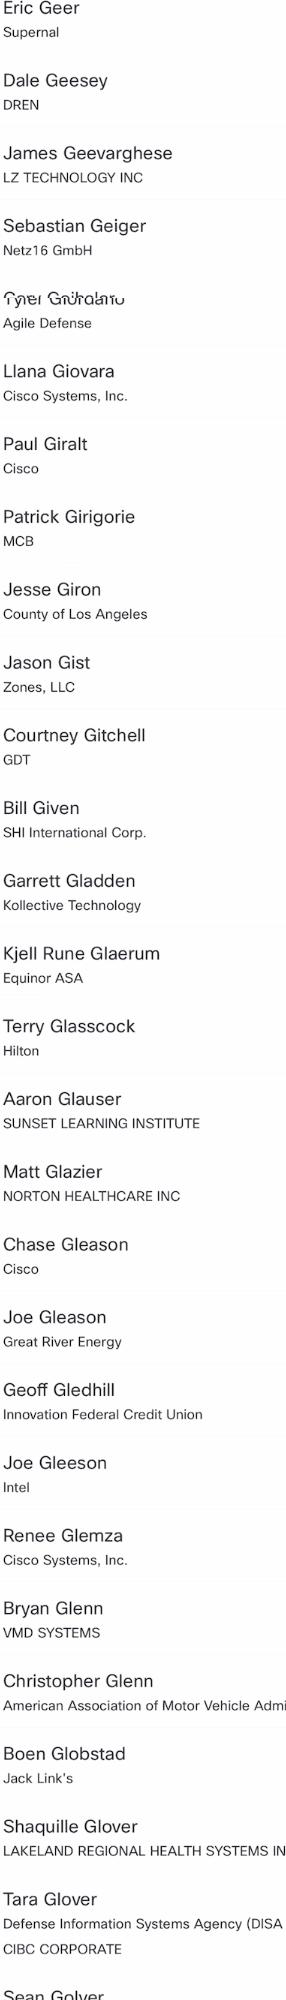 Eric Geer
Supernal
Dale Geesey
DREN
James Geevarghese
LZ TECHNOLOGY INC
Sebastian Geiger
Netz16 GmbH
Agile Defense
Llana Giovara
Cisco Systems, Inc.
Paul Giralt
Cisco
Patrick Girigorie
MCB
Jesse Giron
County of Los Angeles
Jason Gist
Zones, LLC
Courtney Gitchell
GDT
Bill Given
SHI International Corp.
Garrett Gladden
Kollective Technology
Kjell Rune Glaerum
Equinor ASA
Terry Glasscock
Hilton
Aaron Glauser
SUNSET LEARNING INSTITUTE
Matt Glazier
NORTON HEALTHCARE INC
Chase Gleason
Cisco
Joe Gleason
Great River Energy
Geoff Gledhill
Innovation Federal Credit Union
Joe Gleeson
Intel
Renee Glemza
Cisco Systems, Inc.
Bryan Glenn
VMD SYSTEMS
Christopher Glenn
American Association of Motor Vehicle Admi
Boen Globstad
Jack Link's
Shaquille Glover
LAKELAND REGIONAL HEALTH SYSTEMS IN
Tara Glover
Defense Information Systems Agency (DISA
CIBC CORPORATE
Sean